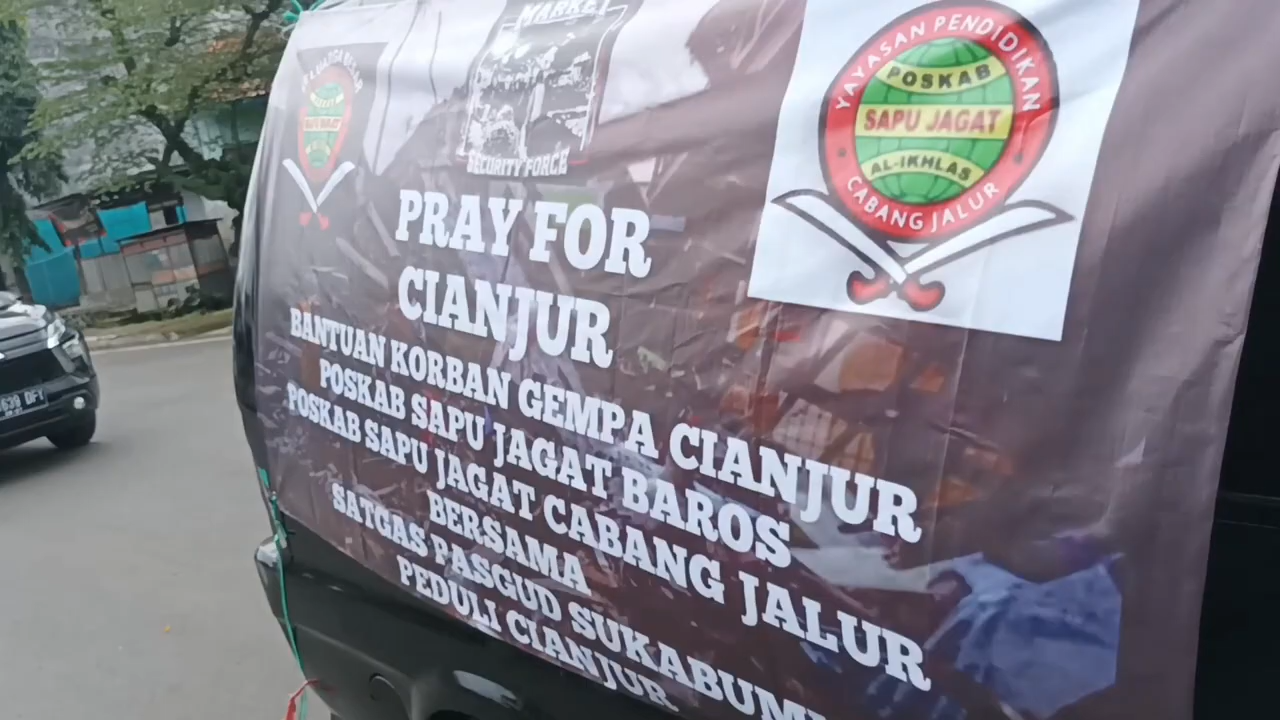 MARKET
SECURITY FORCE
YAYASAN PENDIDIKAN
POSKAB
SAPU JAGAT
AL-IKHLAS
CABANG JALUR
PRAY FOR
CIANJUR
BANTUAN KORBAN GEMPA CIANJUR
POSKAB SAPU JAGAT BAROS
POSKAB SAPU JAGAT CABANG JALUR
BERSAMA
SATGAS PASGUD SUKABUMI
PEDULI CIANJUR